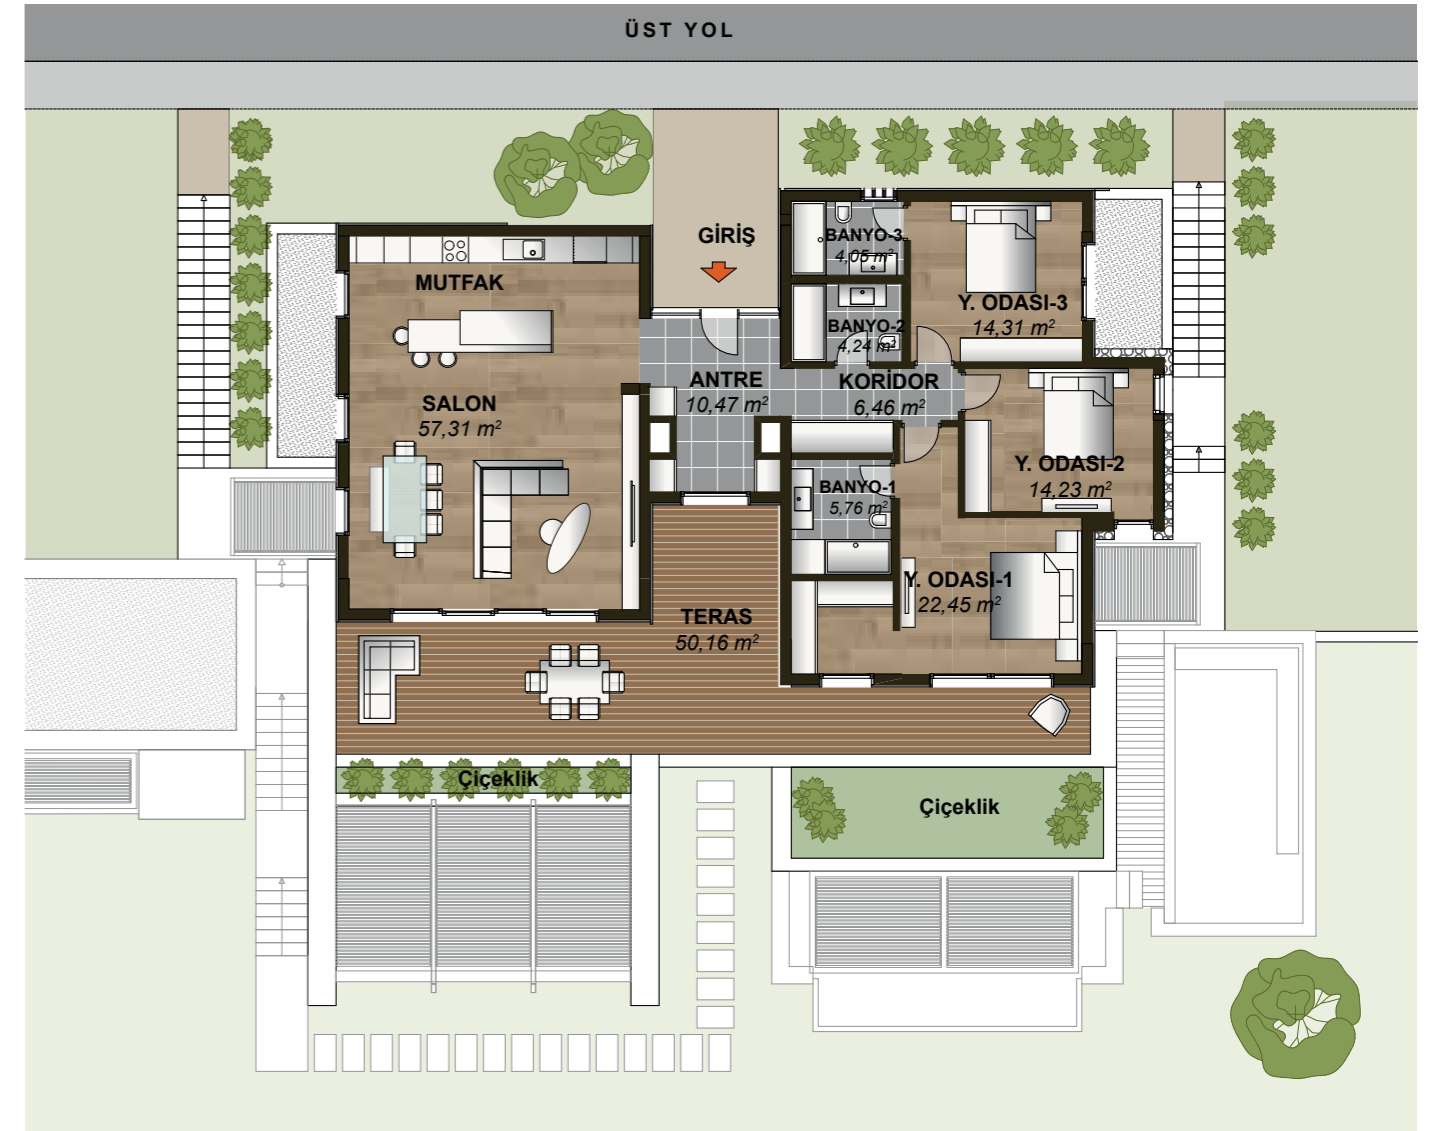 ÜST YOL
GİRİŞ
BANYO-3
4,05 m²
MUTFAK
Y. ODASI-3
14,31 m²
BANYO-2
4,24 m²
ANTRE
10,47 m²
KORİDOR
6,46 m²
SALON
57,31 m²
Y. ODASI-2
14,23 m²
BANYO-1
5,76 m²
Y. ODASI-1
22,45 m²
TERAS
50,16 m²
Çiçeklik
Çiçeklik